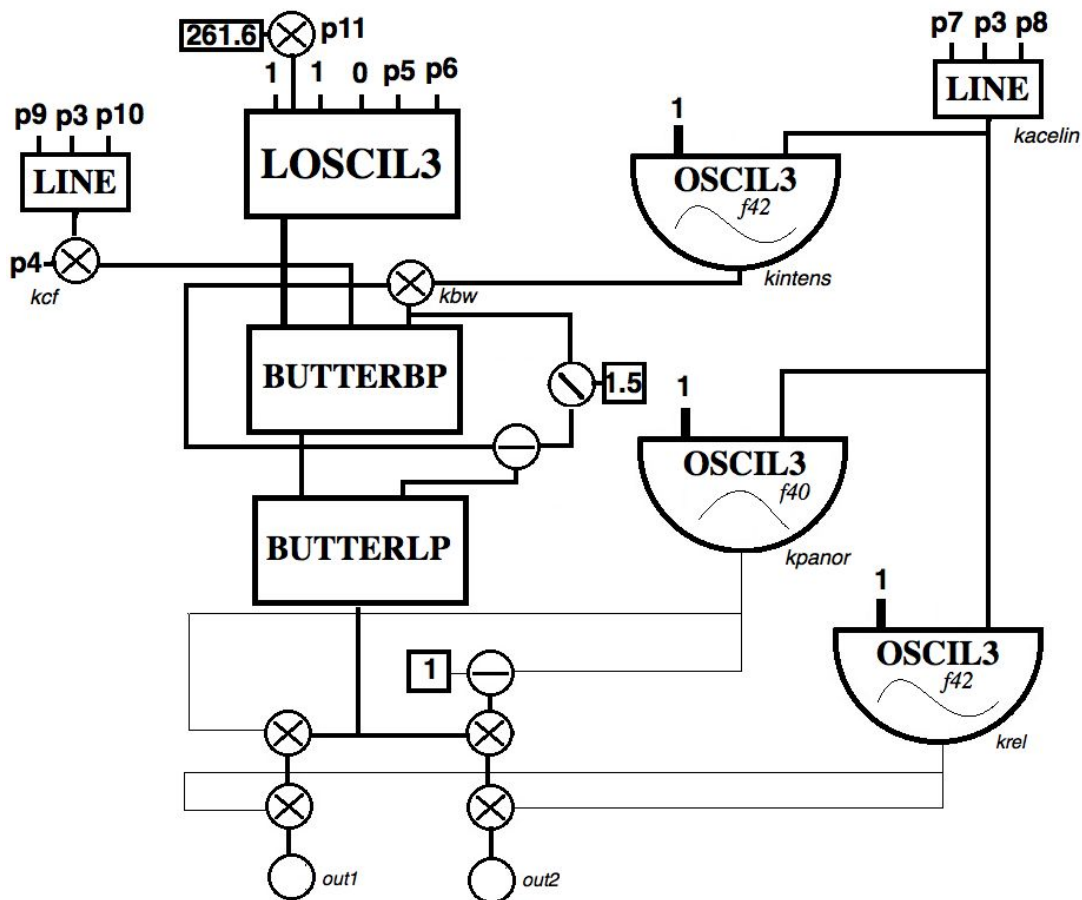 261.6 p11
1 1 0 p5 p6
LOSCIL3
p9 p3 p10
LINE
p4
kcf
p7 p3 p8
LINE
kacelin
1
OSCIL3
f42
kintens
kbw
BUTTERBP
1.5
1
OSCIL3
f40
kpanor
BUTTERLP
1
1
OSCIL3
f42
krel
out1
out2